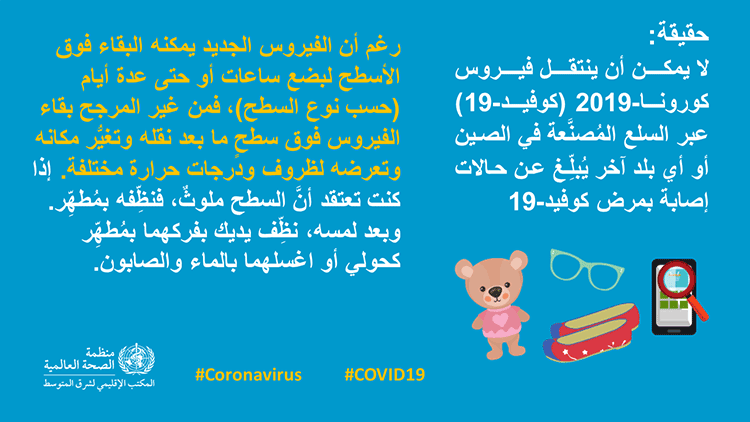 حقيقة:
لا يمكن أن ينتقل فيروس
كورونا-2019 (كوفيد-19)
عبر السلع المُصنَّعة في الصين
أو أي بلد آخر يُبلِّغ عن حالات
إصابة بمرض كوفيد-19
رغم أن الفيروس الجديد يمكنه البقاء فوق
الأسطح لبضع ساعات أو حتى عدة أيام
(حسب نوع السطح)، فمن غير المرجح بقاء
الفيروس فوق سطحٍ ما بعد نقله وتغيُّر مكانه
وتعرضه لظروف ودرجات حرارة مختلفة. إذا
كنت تعتقد أنَّ السطح ملوثٌ، فنظِّفه بمُطهِّر.
وبعد لمسه، نظِّف يديك بفركهما بمُطهِّر
كحولي أو اغسلهما بالماء والصابون.
منظمة
الصحة العالمية
المكتب الإقليمي لشرق المتوسط
#Coronavirus #COVID19